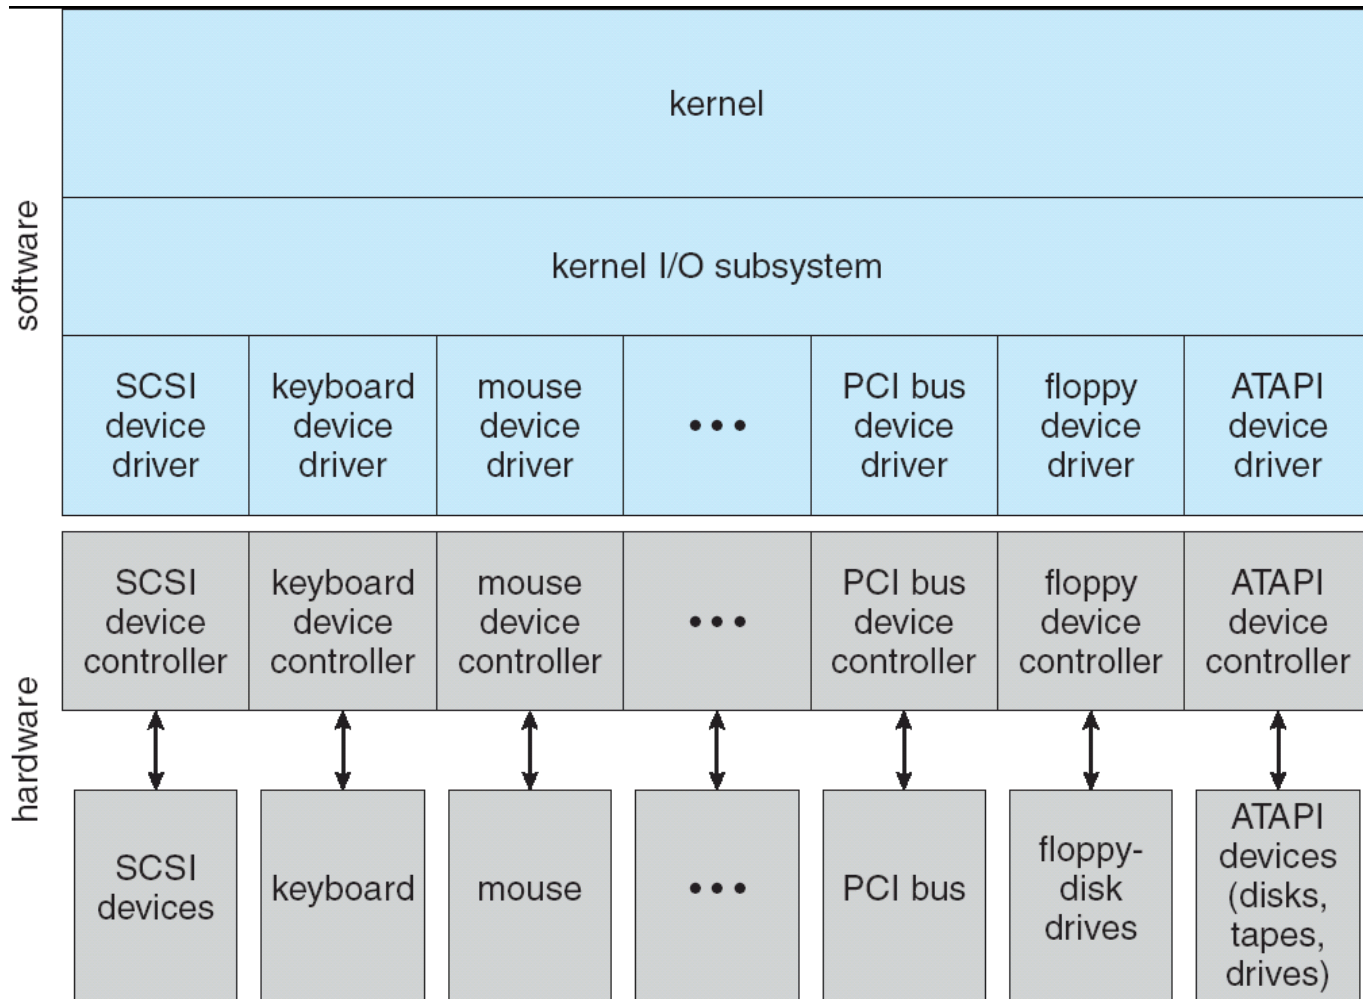 software
kernel
kernel I/O subsystem
SCSI
device
driver
keyboard
device
driver
mouse
device
driver
•••
PCI bus
device
driver
floppy
device
driver
ATAPI
device
driver
hardware
SCSI
device
controller
keyboard
device
controller
mouse
device
controller
•••
PCI bus
device
controller
floppy
device
controller
ATAPI
device
controller
SCSI
devices
keyboard
mouse
•••
PCI bus
floppy-
disk
drives
ATAPI
devices
(disks,
tapes,
drives)